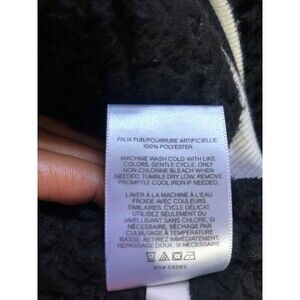 FAUX FUR/FOURRURE ARTIFICIELLE:
100% POLYESTER
MACHINE WASH COLD WITH LIKE
COLORS, GENTLE CYCLE, ONLY
NON CHLORINE BLEACH WHEN
NEEDED, TUMBLE DRY LOW. REMOVE
PROMPTLY. COOL IRON IF NEEDED.
LAVER À LA MACHINE À L'EAU
FROIDE AVEC COULEURS
SIMILAIRES, CYCLE DÉLICAT.
UTILISEZ SEULEMENT DU
JAVELLISANT SANS CHLORE, SI
NÉCESSAIRE. SÉCHAGE PAR
CULBUTAGE À TEMPÉRATURE
BASSE. RETIREZ IMMÉDIATEMENT.
REPASSAGE DOUX, SI NÉCESSAIRE.
RN# 55285